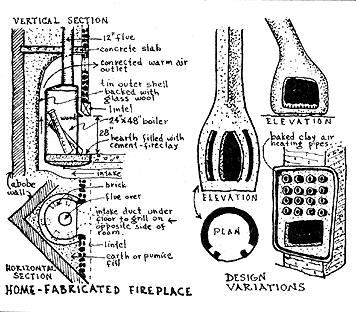 VERTICAL SECTION
12" flue
concrete slab
convected warm air
outlet
tin outer shell
backed with
glass wool
lintel
24"x48" boiler
28"
hearth filled with
cement-fireclay
intake
abobe
wall
brick
flue over
intake duct under
floor to grill on
opposite side of
room.
lintel
earth or pumice
fill
HORIZONTAL
SECTION
HOME-FABRICATED FIREPLACE
ELEVATION
PLAN
ELEVATION
baked clay air
heating pipes
DESIGN
VARIATIONS